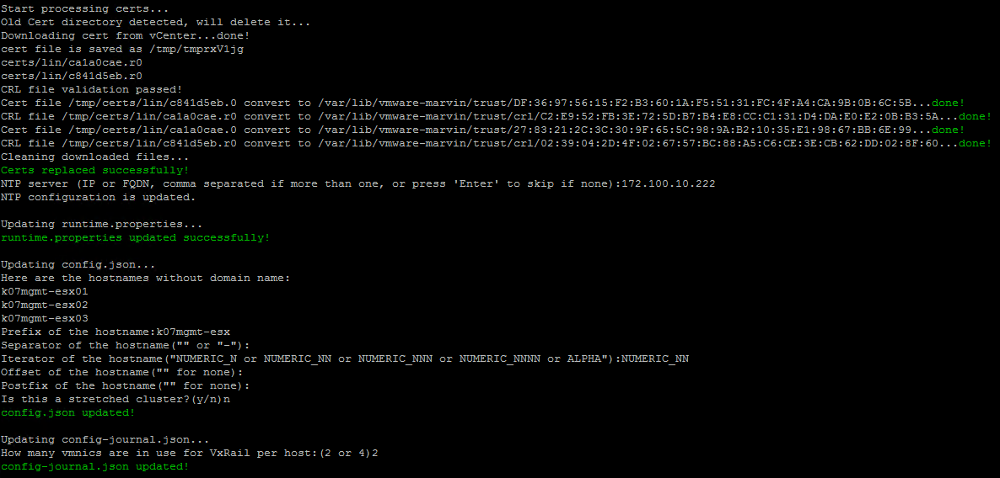 Start processing certs...
Old Cert directory detected, will delete it...
Downloading cert from vCenter...done!
cert file is saved as /tmp/tmprxV1jg
certs/lin/ca1a0cae.r0
certs/lin/c841d5eb.r0
CRL file validation passed!
Cert file /tmp/certs/lin/c841d5eb.0 convert to /var/lib/vmware-marvin/trust/DF:36:97:56:15:F2:B3:60:1A:F5:51:31:FC:4F:A4:CA:9B:0B:6C:5B...done!
CRL file /tmp/certs/lin/ca1a0cae.r0 convert to /var/lib/vmware-marvin/trust/crl/C2:E9:52:FB:3E:72:5D:B7:B4:E8:CC:C1:31:D4:DA:E0:E2:0B:B3:5A...done!
Cert file /tmp/certs/lin/ca1a0cae.0 convert to /var/lib/vmware-marvin/trust/27:83:21:2C:3C:30:9F:65:5C:98:9A:B2:10:35:E1:98:67:BB:6E:99...done!
CRL file /tmp/certs/lin/c841d5eb.r0 convert to /var/lib/vmware-marvin/trust/crl/02:39:04:2D:4F:02:67:57:BC:88:A5:C6:CE:3E:CB:62:DD:02:8F:60...done!
Cleaning downloaded files...
Certs replaced successfully!
NTP server (IP or FQDN, comma separated if more than one, or press 'Enter' to skip if none):172.100.10.222
NTP configuration is updated.
Updating runtime.properties...
runtime.properties updated successfully!
Updating config.json...
Here are the hostnames without domain name:
k07mgmt-esx01
k07mgmt-esx02
k07mgmt-esx03
Prefix of the hostname:k07mgmt-esx
Separator of the hostname("" or "-"):
Iterator of the hostname("NUMERIC_N or NUMERIC_NN or NUMERIC_NNN or NUMERIC_NNNN or ALPHA"):NUMERIC_NN
Offset of the hostname("" for none):
Postfix of the hostname("" for none):
Is this a stretched cluster?(y/n)n
config.json updated!
Updating config-journal.json...
How many vmnics are in use for VxRail per host:(2 or 4)2
config-journal.json updated!